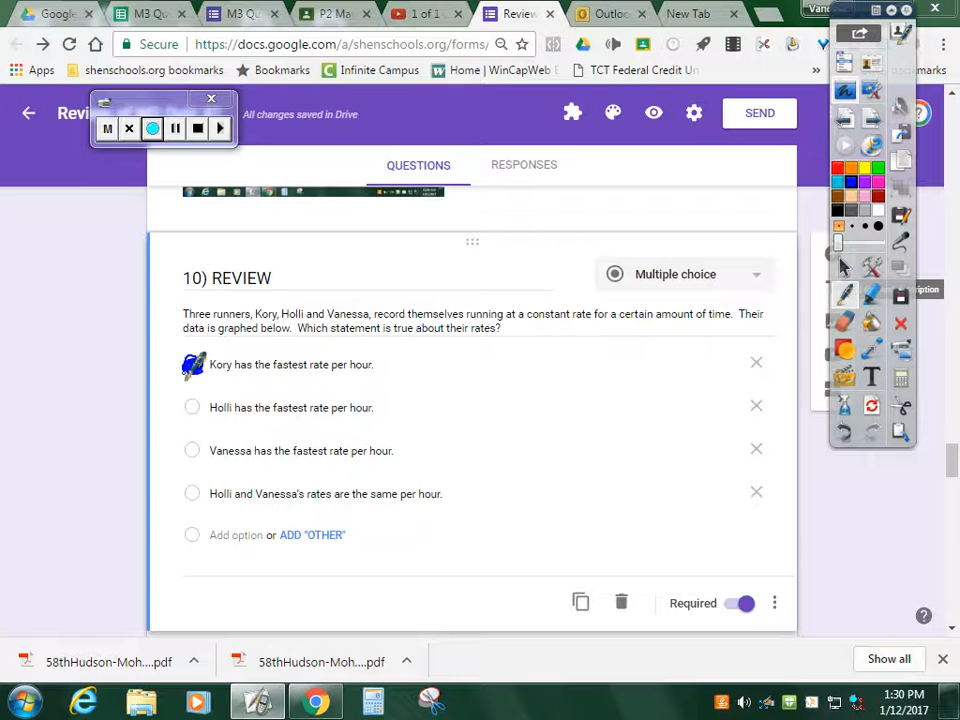 Google
M3 Qu
M3 Qu
P2 Ma
1 of 1
Review
Outloo
New Tab
Secure
https://docs.google.com/a/shenschools.org/forms/
Apps
shenschools.org bookmarks
Bookmarks
Infinite Campus
Home | WinCapWeb
TCT Federal Credit Un
»
Revi
All changes saved in Drive
SEND
M
QUESTIONS
RESPONSES
10) REVIEW
Multiple choice
Three runners, Kory, Holli and Vanessa, record themselves running at a constant rate for a certain amount of time. Their
data is graphed below. Which statement is true about their rates?
Kory has the fastest rate per hour.
Holli has the fastest rate per hour.
Vanessa has the fastest rate per hour.
Holli and Vanessa's rates are the same per hour.
Add option or ADD "OTHER"
Required
58thHudson-Moh....pdf
58thHudson-Moh....pdf
Show all
1:30 PM
1/12/2017